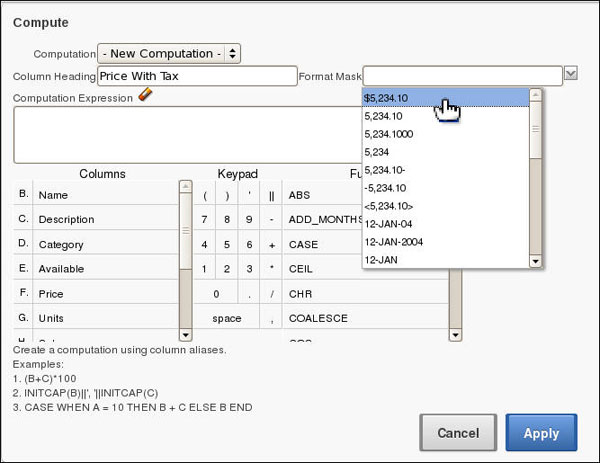 Compute
Computation - New Computation -
Column Heading Price With Tax Format Mask
Computation Expression
$5,234.10
5,234.10
5,234.1000
5,234
5,234.10-
-5,234.10
<5,234.10>
12-JAN-04
12-JAN-2004
12-JAN
Columns Keypad Fu
B. Name ( ) ' || ABS
C. Description 7 8 9 - ADD_MONTHS
D. Category 4 5 6 + CASE
E. Available 1 2 3 * CEIL
F. Price 0 . / CHR
G. Units space , COALESCE
Create a computation using column aliases.
Examples:
1. (B+C)*100
2. INITCAP(B)||', '||INITCAP(C)
3. CASE WHEN A = 10 THEN B + C ELSE B END
Cancel Apply